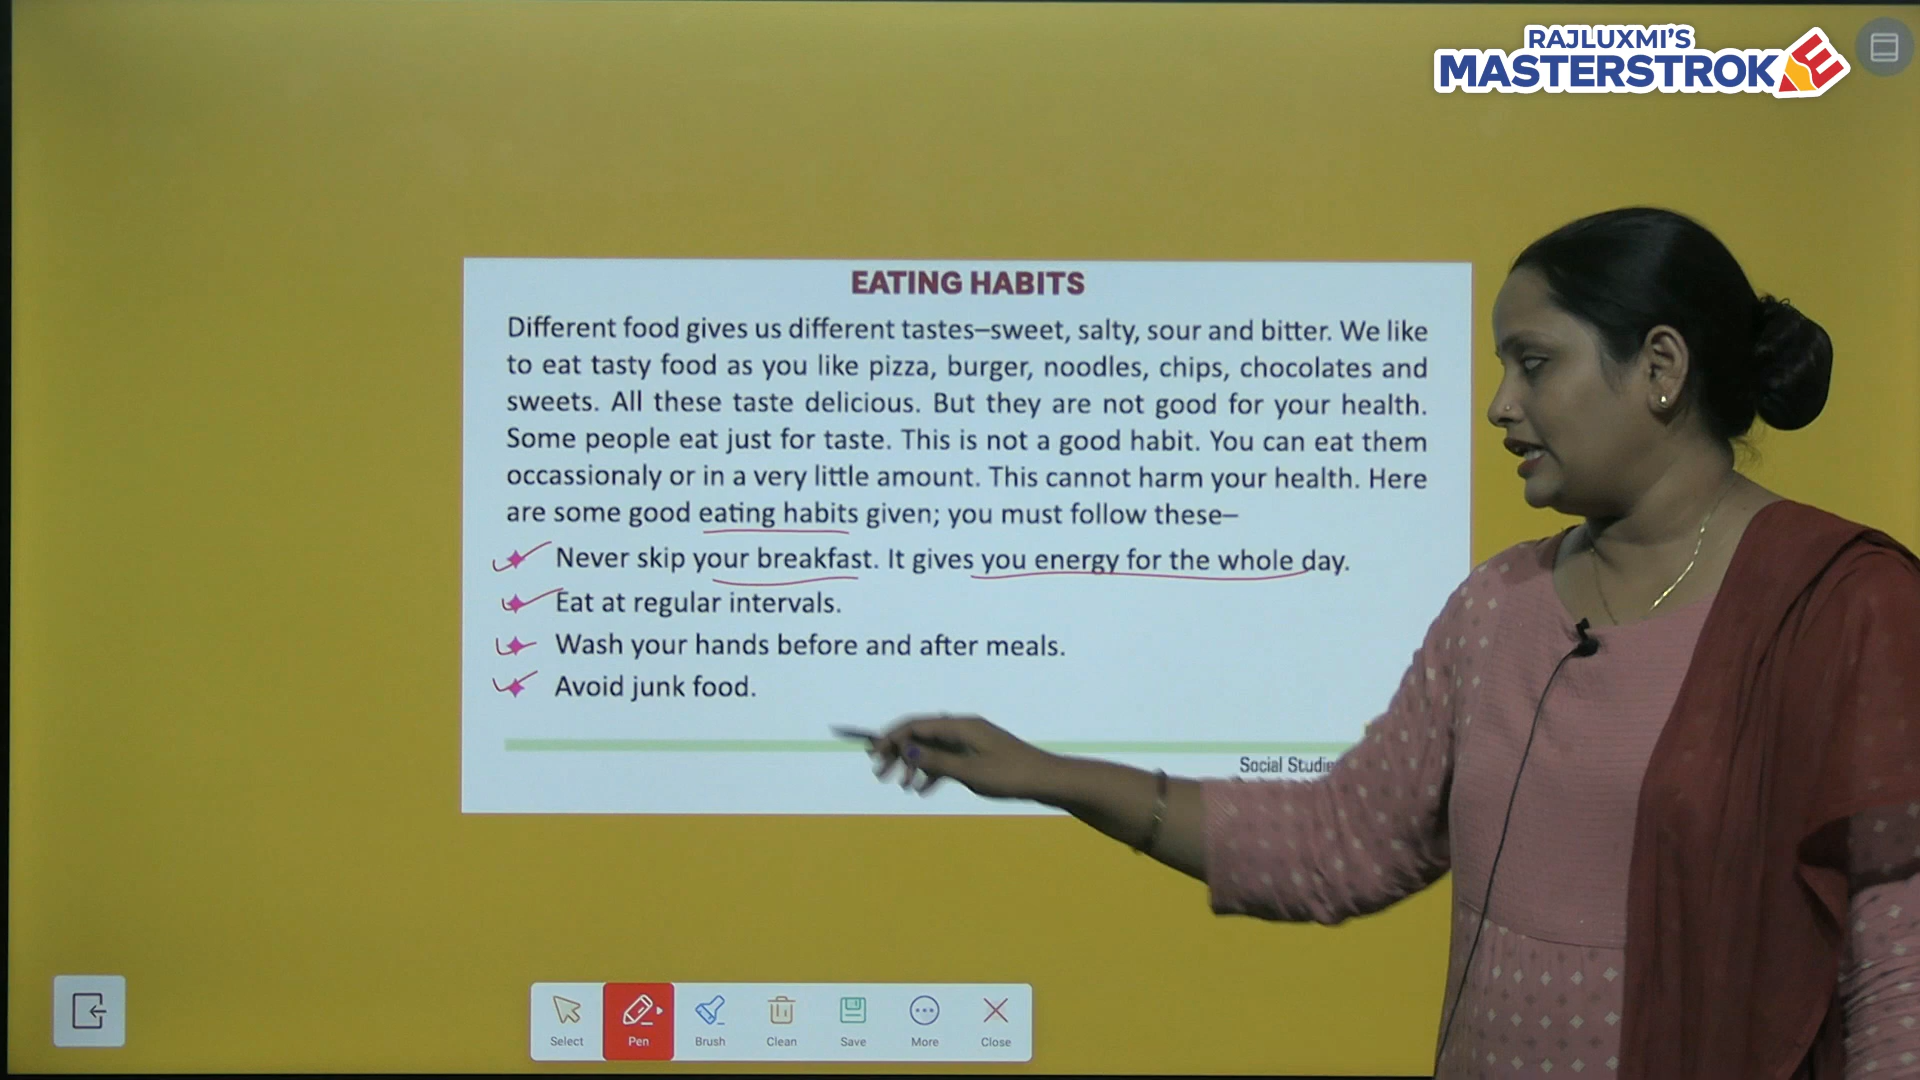 RAJLUXMI'S
MASTERSTROKE
EATING HABITS
Different food gives us different tastes–sweet, salty, sour and bitter. We like
to eat tasty food as you like pizza, burger, noodles, chips, chocolates and
sweets. All these taste delicious. But they are not good for your health.
Some people eat just for taste. This is not a good habit. You can eat them
occassionaly or in a very little amount. This cannot harm your health. Here
are some good eating habits given; you must follow these–
Never skip your breakfast. It gives you energy for the whole day.
Eat at regular intervals.
Wash your hands before and after meals.
Avoid junk food.
Social
Select Pen Brush Clean Save More Close